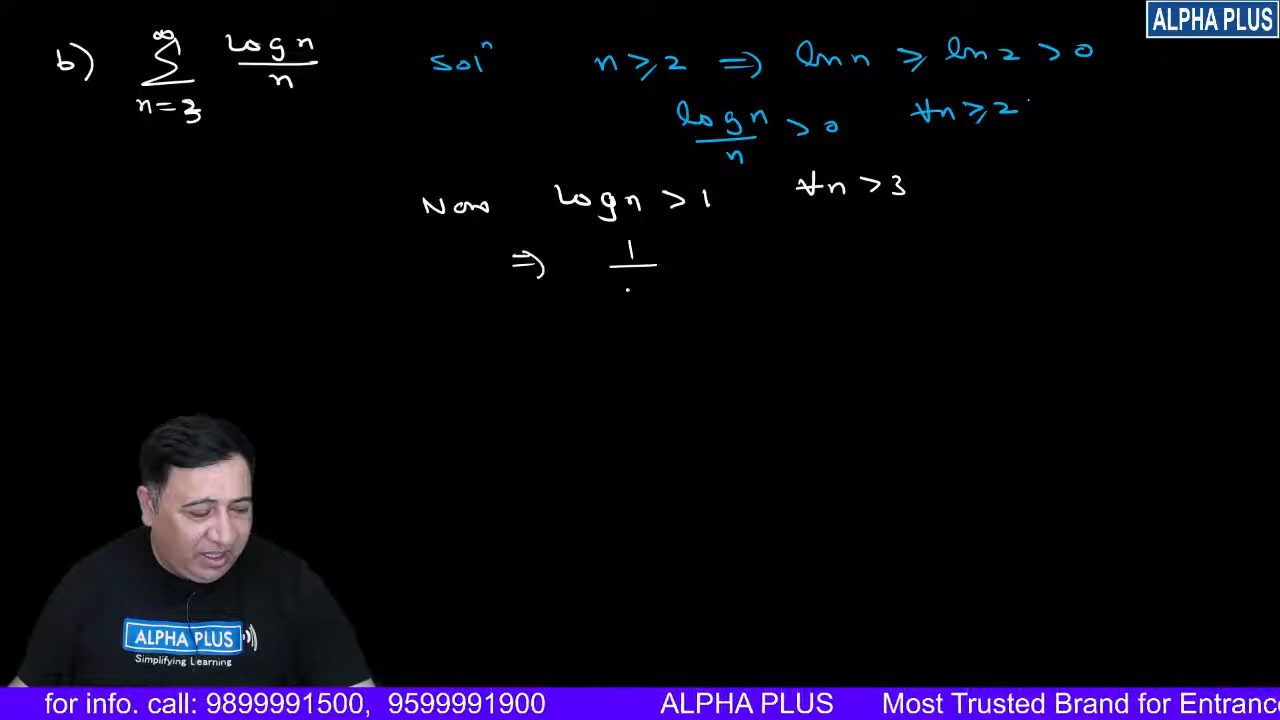 ALPHA PLUS
b) ∞ Σ n=3 log n / n solⁿ n ≥ 2 ⇒ ln n ≥ ln 2 > 0
log n / n > 0 ∀n ≥ 2
Now log n > 1 ∀n > 3
⇒ 1
ALPHA PLUS
Simplifying Learning
for info. call: 9899991500, 9599991900 ALPHA PLUS Most Trusted Brand for Entranc